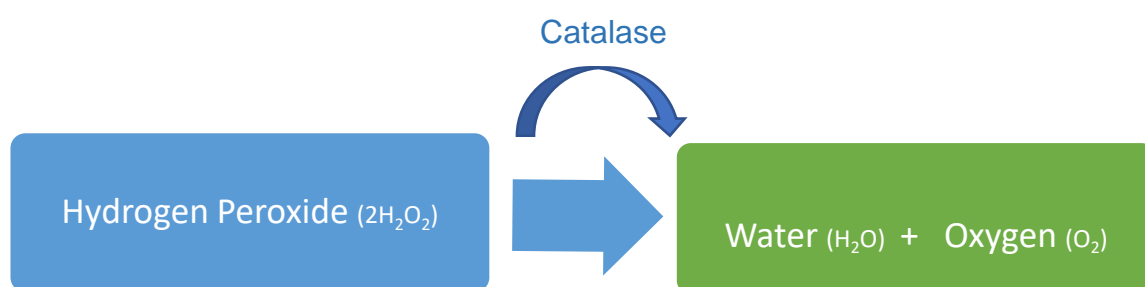 Catalase
Hydrogen Peroxide (2H₂O₂)
Water (H₂O) + Oxygen (O₂)